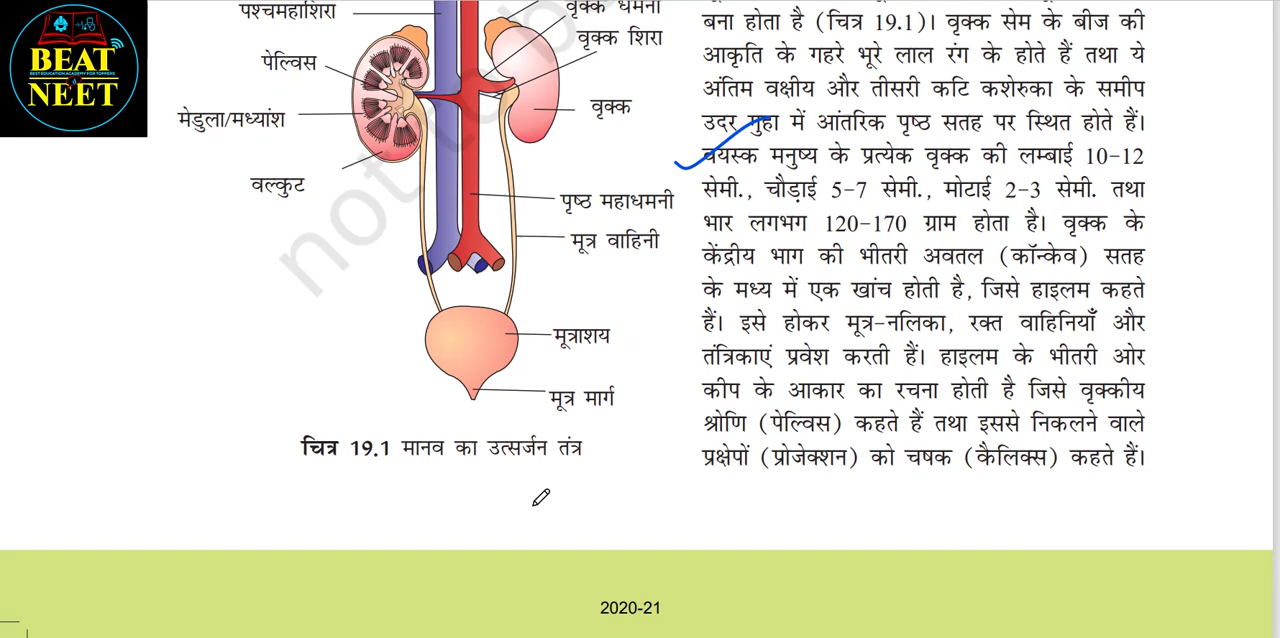 BEAT
BEST EDUCATION ACADEMY FOR TOPPERS
NEET
पश्चमहाशिरा
पेल्विस
मेडुला/मध्यांश
वल्कुट
वृक्क धमनी
वृक्क शिरा
वृक्क
पृष्ठ महाधमनी
मूत्र वाहिनी
मूत्राशय
मूत्र मार्ग
चित्र 19.1 मानव का उत्सर्जन तंत्र
not to b
बना होता है (चित्र 19.1)। वृक्क सेम के बीज की
आकृति के गहरे भूरे लाल रंग के होते हैं तथा ये
अंतिम वक्षीय और तीसरी कटि कशेरुका के समीप
उदर गुहा में आंतरिक पृष्ठ सतह पर स्थित होते हैं।
वयस्क मनुष्य के प्रत्येक वृक्क की लम्बाई 10-12
सेमी., चौड़ाई 5-7 सेमी., मोटाई 2-3 सेमी. तथा
भार लगभग 120-170 ग्राम होता है। वृक्क के
केंद्रीय भाग की भीतरी अवतल (कॉन्केव) सतह
के मध्य में एक खांच होती है, जिसे हाइलम कहते
हैं। इसे होकर मूत्र-नलिका, रक्त वाहिनियाँ और
तंत्रिकाएं प्रवेश करती हैं। हाइलम के भीतरी ओर
कीप के आकार का रचना होती है जिसे वृक्कीय
श्रोणि (पेल्विस) कहते हैं तथा इससे निकलने वाले
प्रक्षेपों (प्रोजेक्शन) को चषक (कैलिक्स) कहते हैं।
2020-21